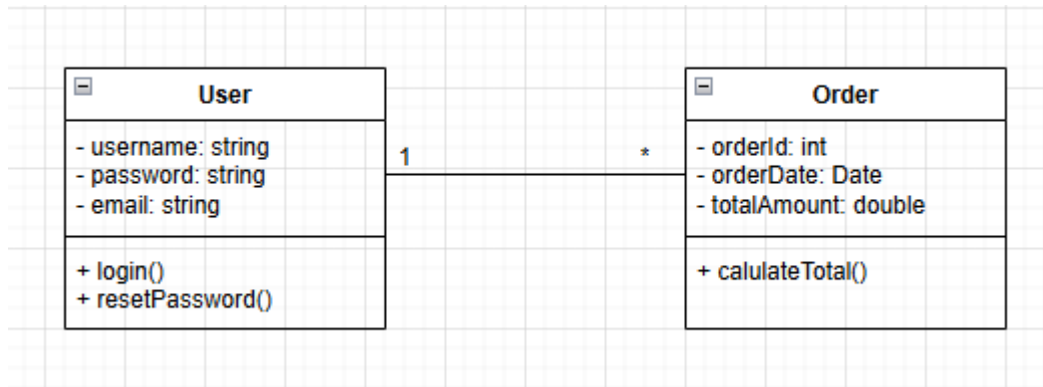 User
- username: string
- password: string
- email: string
+ login()
+ resetPassword()
1
*
Order
- orderId: int
- orderDate: Date
- totalAmount: double
+ calulateTotal()